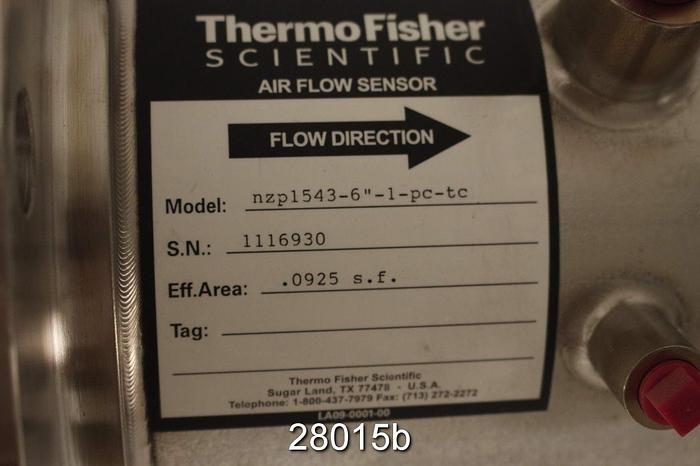 ThermoFisher
SCIENTIFIC
AIR FLOW SENSOR
FLOW DIRECTION
Model: nzp1543-6"-1-pc-tc
S.N.: 1116930
Eff.Area: .0925 s.f.
Tag:
Thermo Fisher Scientific
Sugar Land, TX 77478 - U.S.A.
Telephone: 1-800-437-7979 Fax: (713) 272-2272
LA09-0001-00
28015b